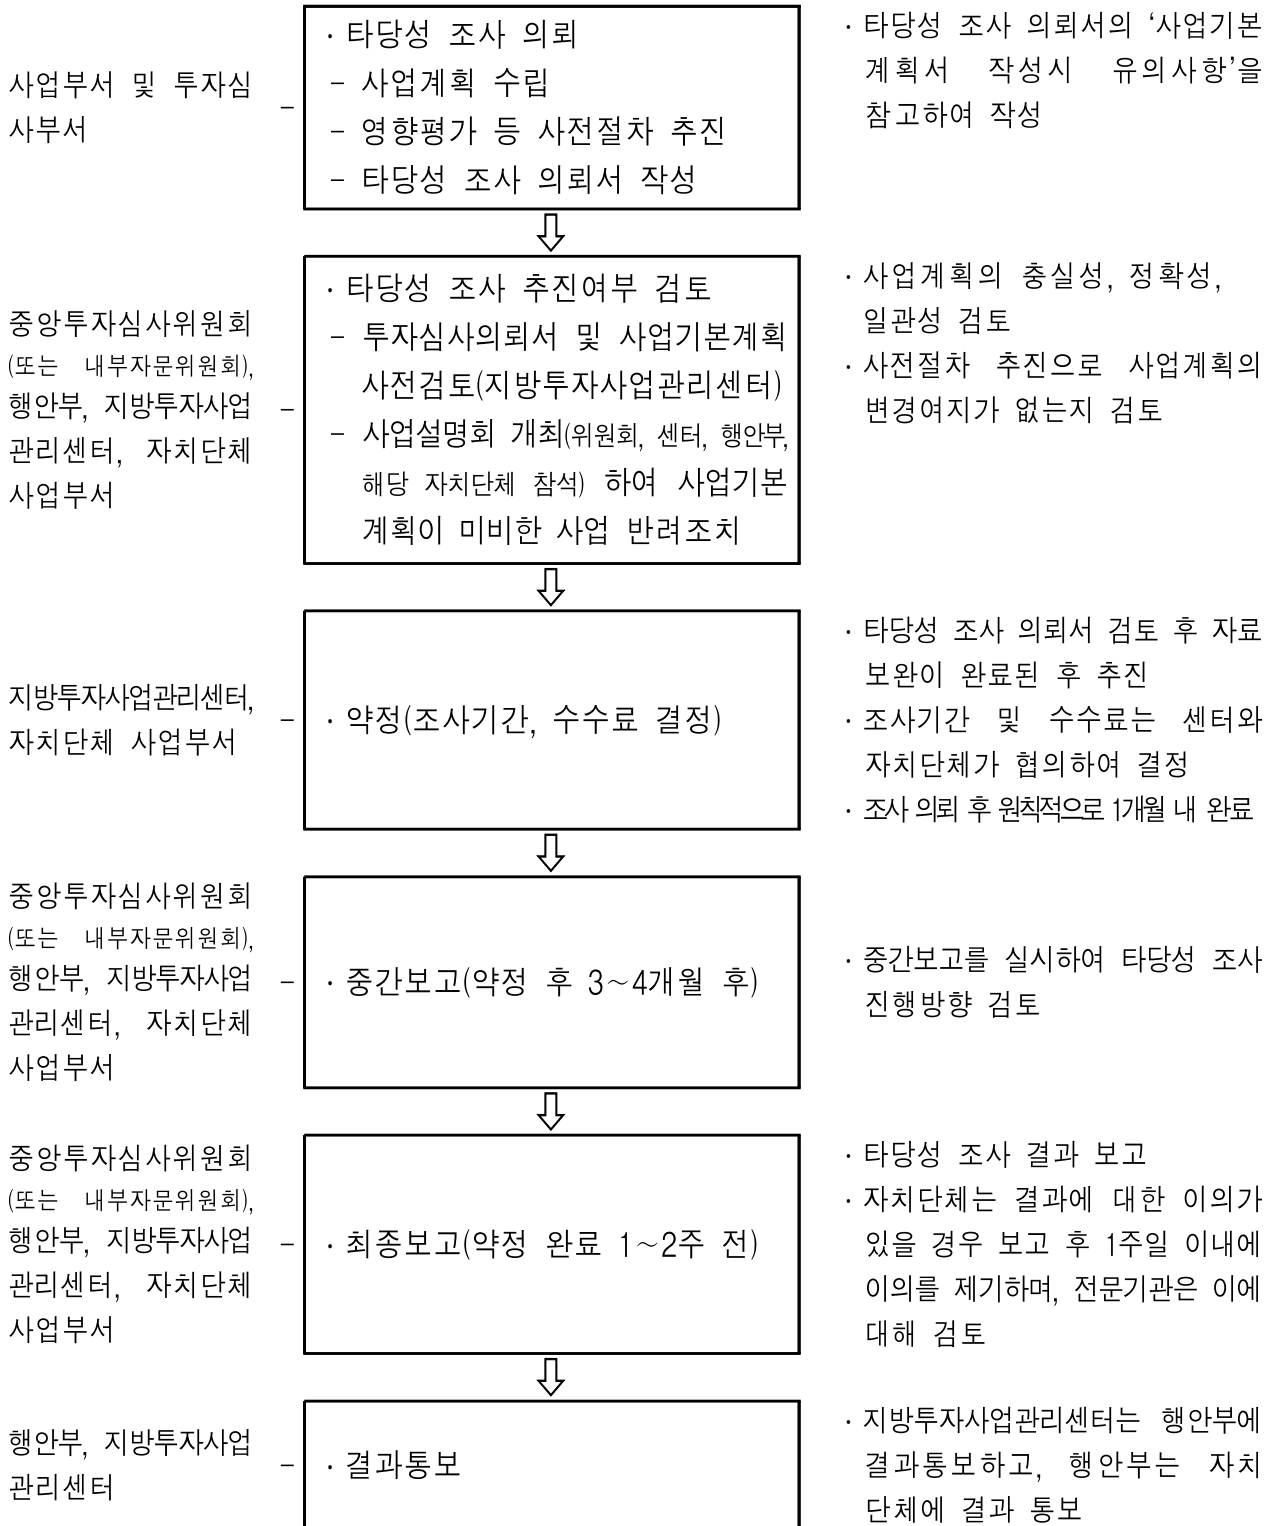 사업부서 및 투자심
사부서
–
· 타당성 조사 의뢰
– 사업계획 수립
– 영향평가 등 사전절차 추진
– 타당성 조사 의뢰서 작성
· 타당성 조사 의뢰서의 ‘사업기본
계획서 작성시 유의사항’을
참고하여 작성
중앙투자심사위원회
(또는 내부자문위원회),
행안부, 지방투자사업
관리센터, 자치단체
사업부서
–
· 타당성 조사 추진여부 검토
– 투자심사의뢰서 및 사업기본계획
사전검토(지방투자사업관리센터)
– 사업설명회 개최(위원회, 센터, 행안부,
해당 자치단체 참석) 하여 사업기본
계획이 미비한 사업 반려조치
· 사업계획의 충실성, 정확성,
일관성 검토
· 사전절차 추진으로 사업계획의
변경여지가 없는지 검토
지방투자사업관리센터,
자치단체 사업부서
–
· 약정(조사기간, 수수료 결정)
· 타당성 조사 의뢰서 검토 후 자료
보완이 완료된 후 추진
· 조사기간 및 수수료는 센터와
자치단체가 협의하여 결정
· 조사 의뢰 후 원칙적으로 1개월 내 완료
중앙투자심사위원회
(또는 내부자문위원회),
행안부, 지방투자사업
관리센터, 자치단체
사업부서
–
· 중간보고(약정 후 3～4개월 후)
· 중간보고를 실시하여 타당성 조사
진행방향 검토
중앙투자심사위원회
(또는 내부자문위원회),
행안부, 지방투자사업
관리센터, 자치단체
사업부서
–
· 최종보고(약정 완료 1～2주 전)
· 타당성 조사 결과 보고
· 자치단체는 결과에 대한 이의가
있을 경우 보고 후 1주일 이내에
이의를 제기하며, 전문기관은 이에
대해 검토
행안부, 지방투자사업
관리센터
–
· 결과통보
· 지방투자사업관리센터는 행안부에
결과통보하고, 행안부는 자치
단체에 결과 통보